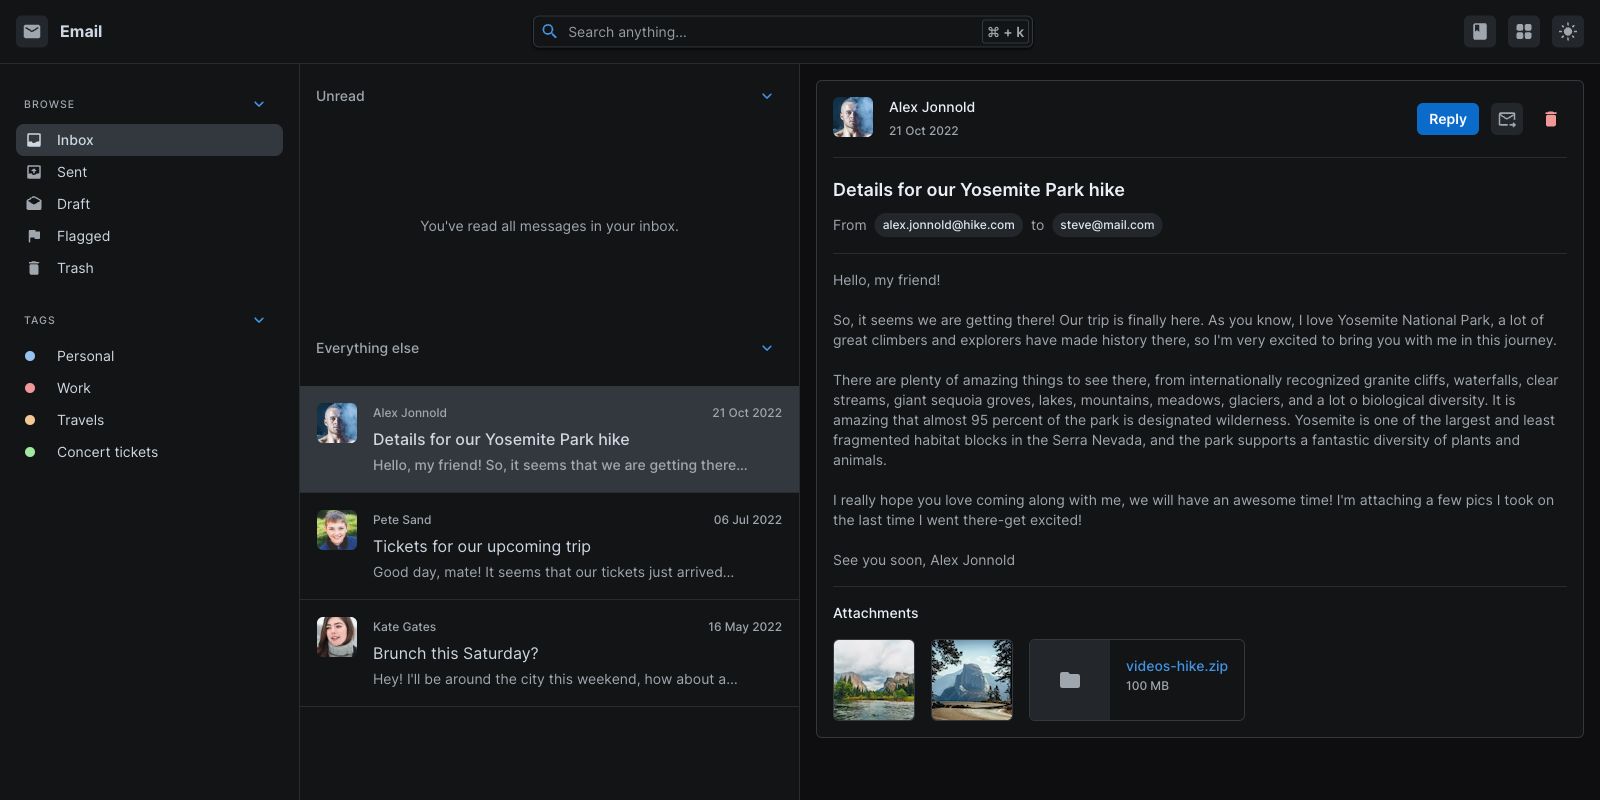 Email
Search anything...
⌘ + k
BROWSE
Inbox
Sent
Draft
Flagged
Trash
TAGS
Personal
Work
Travels
Concert tickets
Unread
You've read all messages in your inbox.
Everything else
Alex Jonnold
21 Oct 2022
Details for our Yosemite Park hike
Hello, my friend! So, it seems that we are getting there...
Pete Sand
06 Jul 2022
Tickets for our upcoming trip
Good day, mate! It seems that our tickets just arrived...
Kate Gates
16 May 2022
Brunch this Saturday?
Hey! I'll be around the city this weekend, how about a...
Alex Jonnold
21 Oct 2022
Reply
Details for our Yosemite Park hike
From alex.jonnold@hike.com to steve@mail.com
Hello, my friend!
So, it seems we are getting there! Our trip is finally here. As you know, I love Yosemite National Park, a lot of
great climbers and explorers have made history there, so I'm very excited to bring you with me in this journey.
There are plenty of amazing things to see there, from internationally recognized granite cliffs, waterfalls, clear
streams, giant sequoia groves, lakes, mountains, meadows, glaciers, and a lot o biological diversity. It is
amazing that almost 95 percent of the park is designated wilderness. Yosemite is one of the largest and least
fragmented habitat blocks in the Serra Nevada, and the park supports a fantastic diversity of plants and
animals.
I really hope you love coming along with me, we will have an awesome time! I'm attaching a few pics I took on
the last time I went there-get excited!
See you soon, Alex Jonnold
Attachments
videos-hike.zip
100 MB